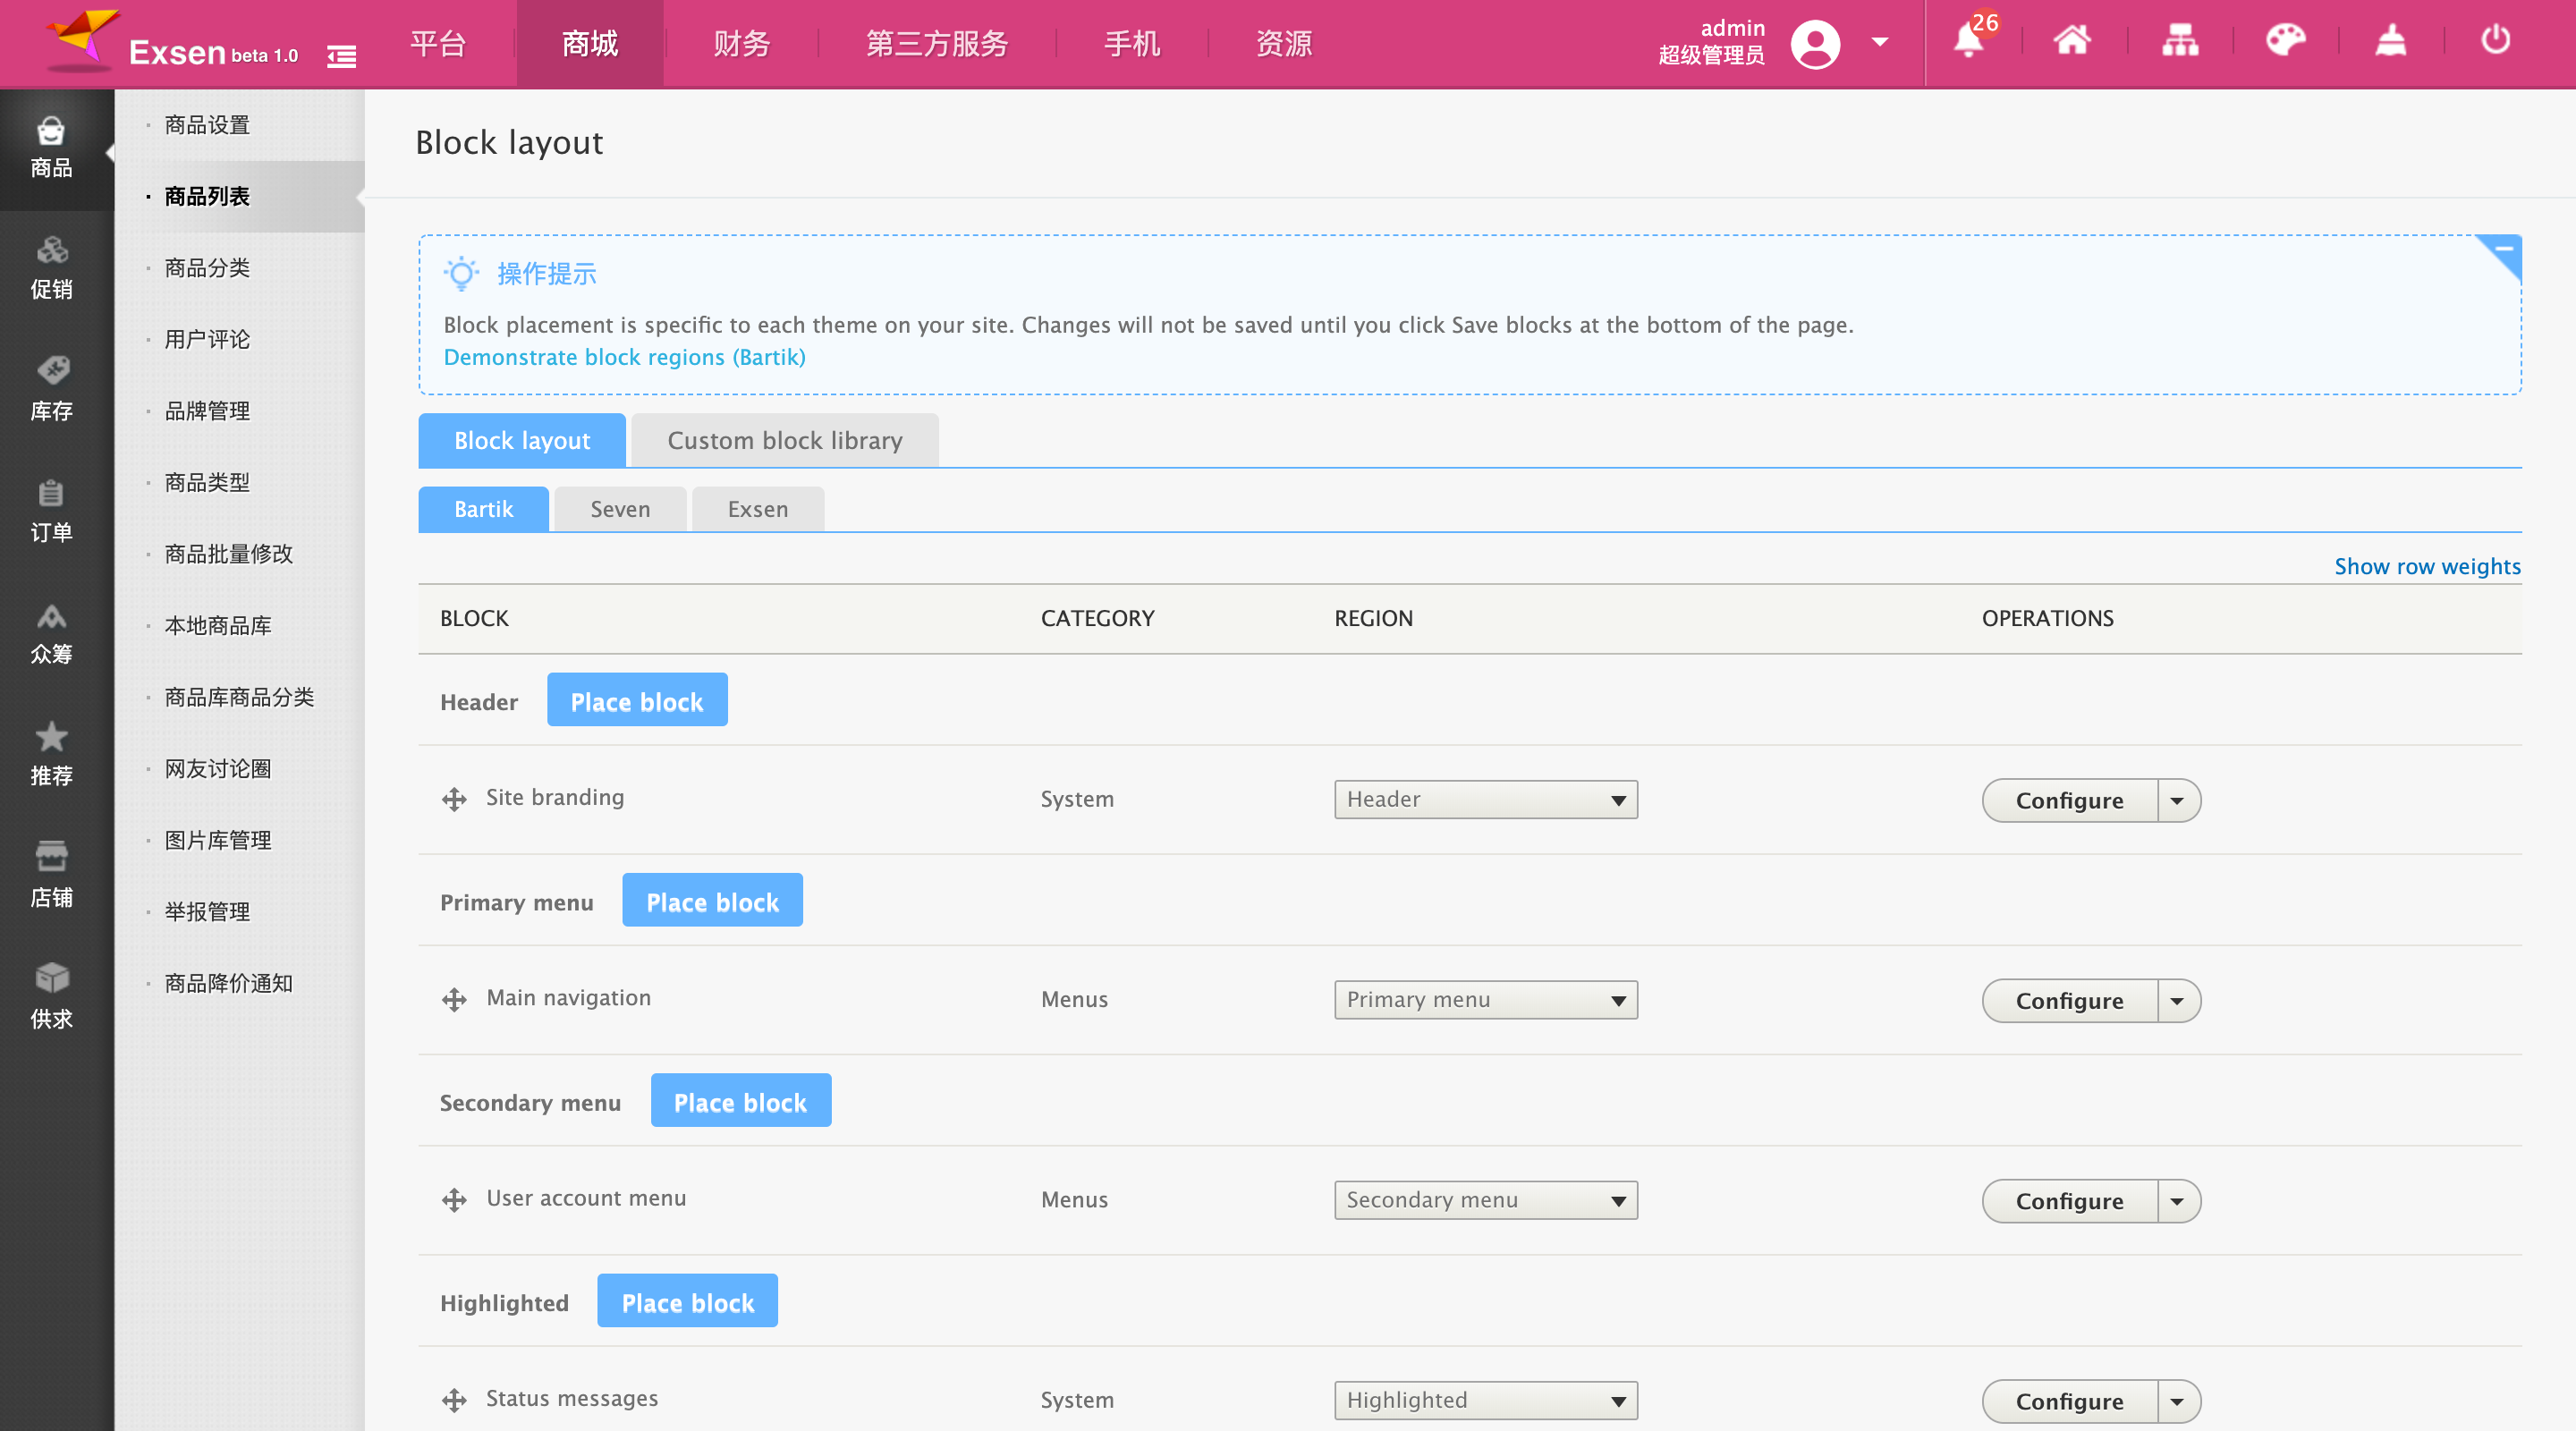 Exsen beta 1.0
平台
商城
财务
第三方服务
手机
资源
admin
超级管理员
26
商品
促销
库存
订单
众筹
推荐
店铺
供求
· 商品设置
· 商品列表
· 商品分类
· 用户评论
· 品牌管理
· 商品类型
· 商品批量修改
· 本地商品库
· 商品库商品分类
· 网友讨论圈
· 图片库管理
· 举报管理
· 商品降价通知
Block layout
操作提示
Block placement is specific to each theme on your site. Changes will not be saved until you click Save blocks at the bottom of the page.
Demonstrate block regions (Bartik)
Block layout Custom block library
Bartik Seven Exsen
Show row weights
BLOCK CATEGORY REGION OPERATIONS
Header Place block
Site branding System Header Configure
Primary menu Place block
Main navigation Menus Primary menu Configure
Secondary menu Place block
User account menu Menus Secondary menu Configure
Highlighted Place block
Status messages System Highlighted Configure